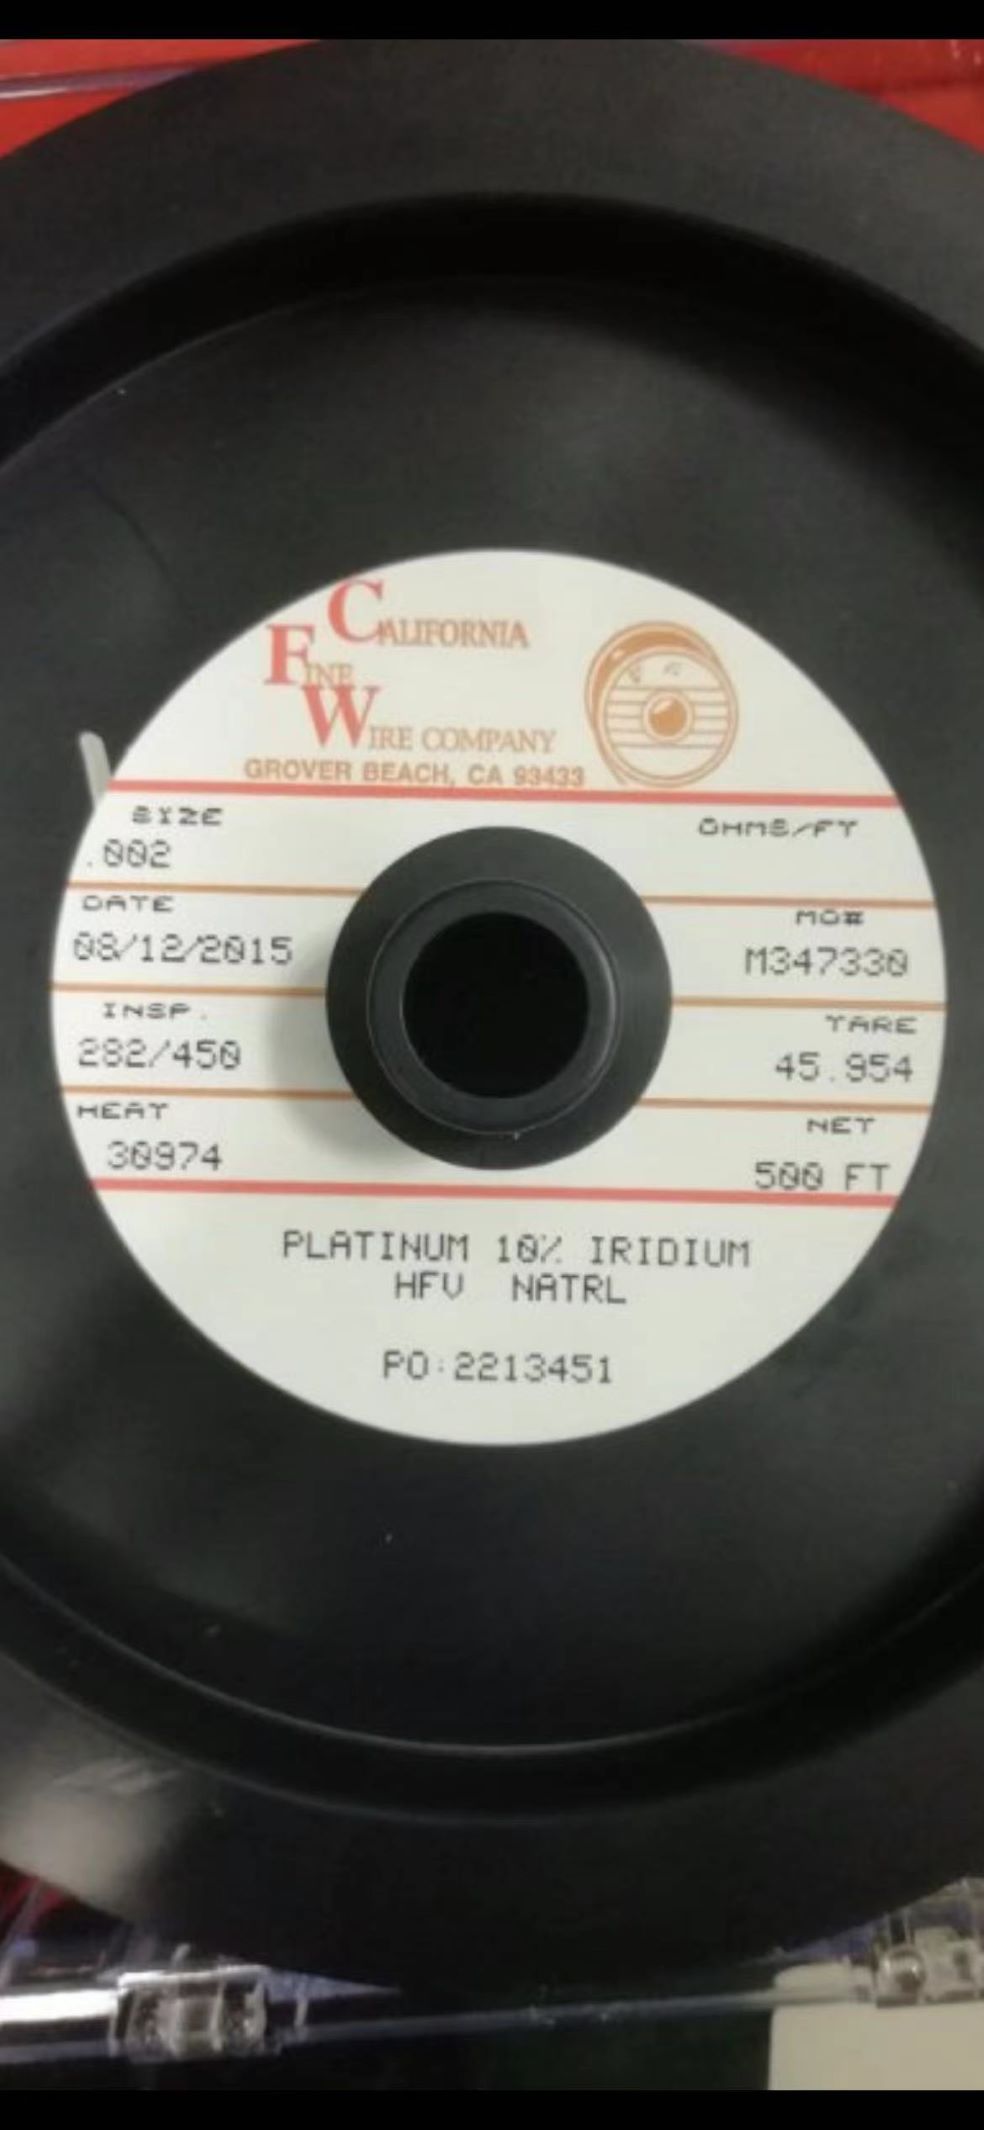 CALIFORNIA
FINE
WIRE COMPANY
GROVER BEACH, CA 93433
SIZE
OHMS/FT
.002
DATE
MO#
08/12/2015
M347330
INSP.
TARE
282/450
45.954
HEAT
NET
30974
500 FT
PLATINUM 10% IRIDIUM
HFV NATRL
PO:2213451